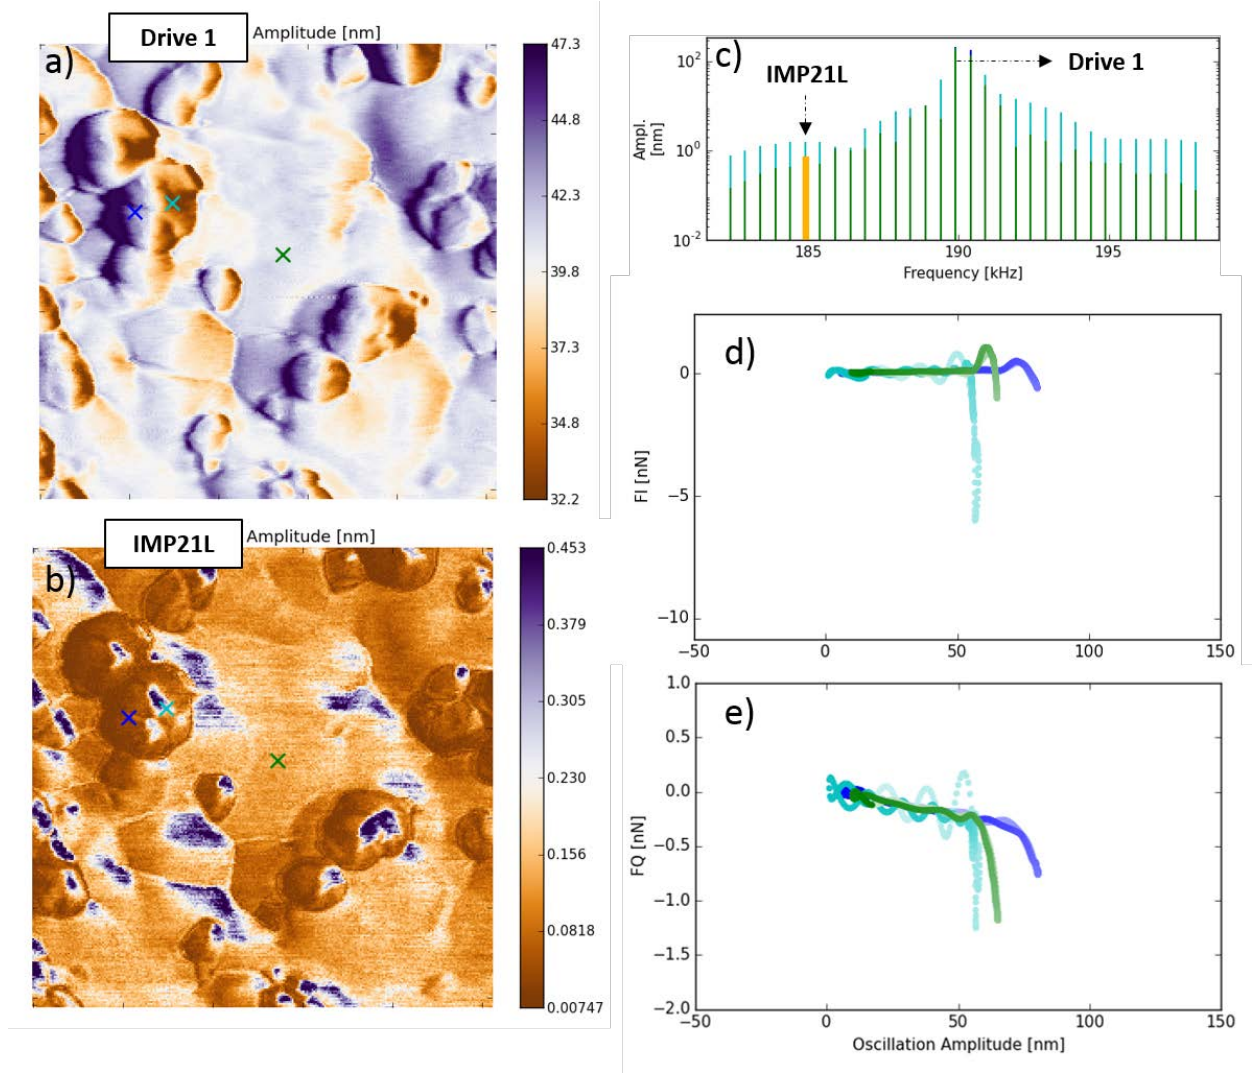 Drive 1
Amplitude [nm]
a)
47.3
44.8
42.3
39.8
37.3
34.8
32.2
IMP21L
Amplitude [nm]
b)
0.453
0.379
0.305
0.230
0.156
0.0818
0.00747
c)
IMP21L
Drive 1
Ampl.
[nm]
10^2
10^0
10^-2
185
190
195
Frequency [kHz]
d)
FI [nN]
0
−5
−10
−50
0
50
100
150
e)
FQ [nN]
1.0
0.5
0.0
−0.5
−1.0
−1.5
−2.0
−50
0
50
100
150
Oscillation Amplitude [nm]